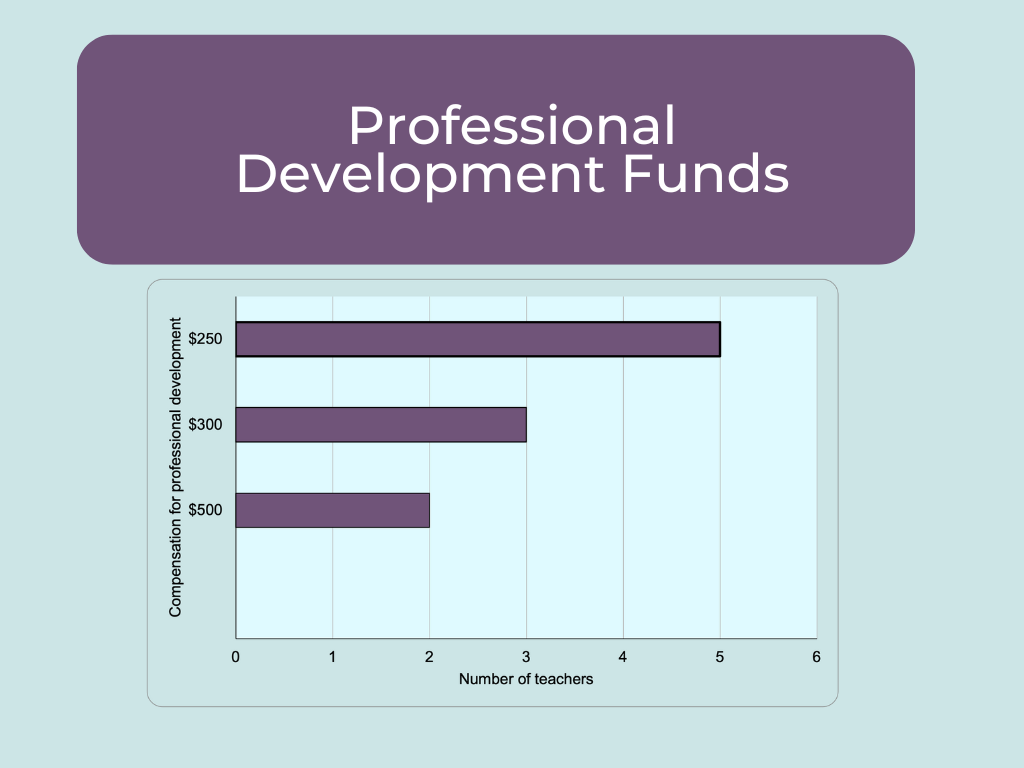 Professional
Development Funds
Compensation for professional development
$250
$300
$500
0 1 2 3 4 5 6
Number of teachers